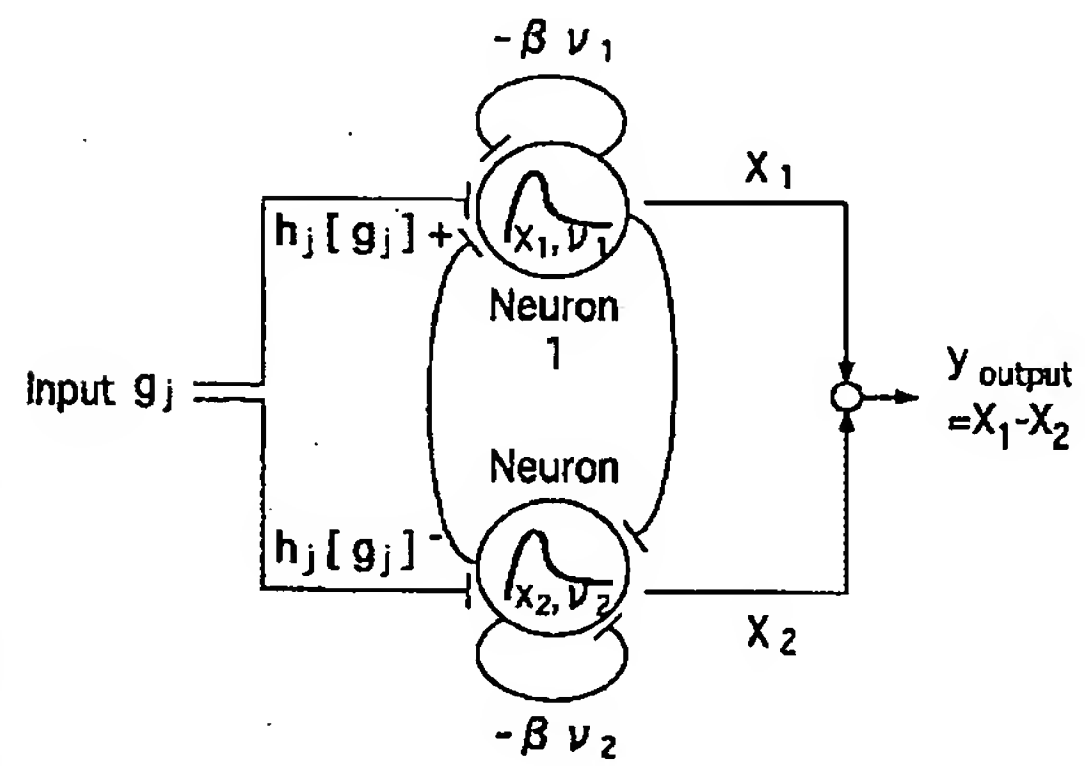 -β ν₁
X₁
hⱼ[gⱼ]+
x₁, ν₁
Neuron
1
Input gⱼ
y output
=X₁-X₂
Neuron
hⱼ[gⱼ]-
x₂, ν₂
X₂
-β ν₂